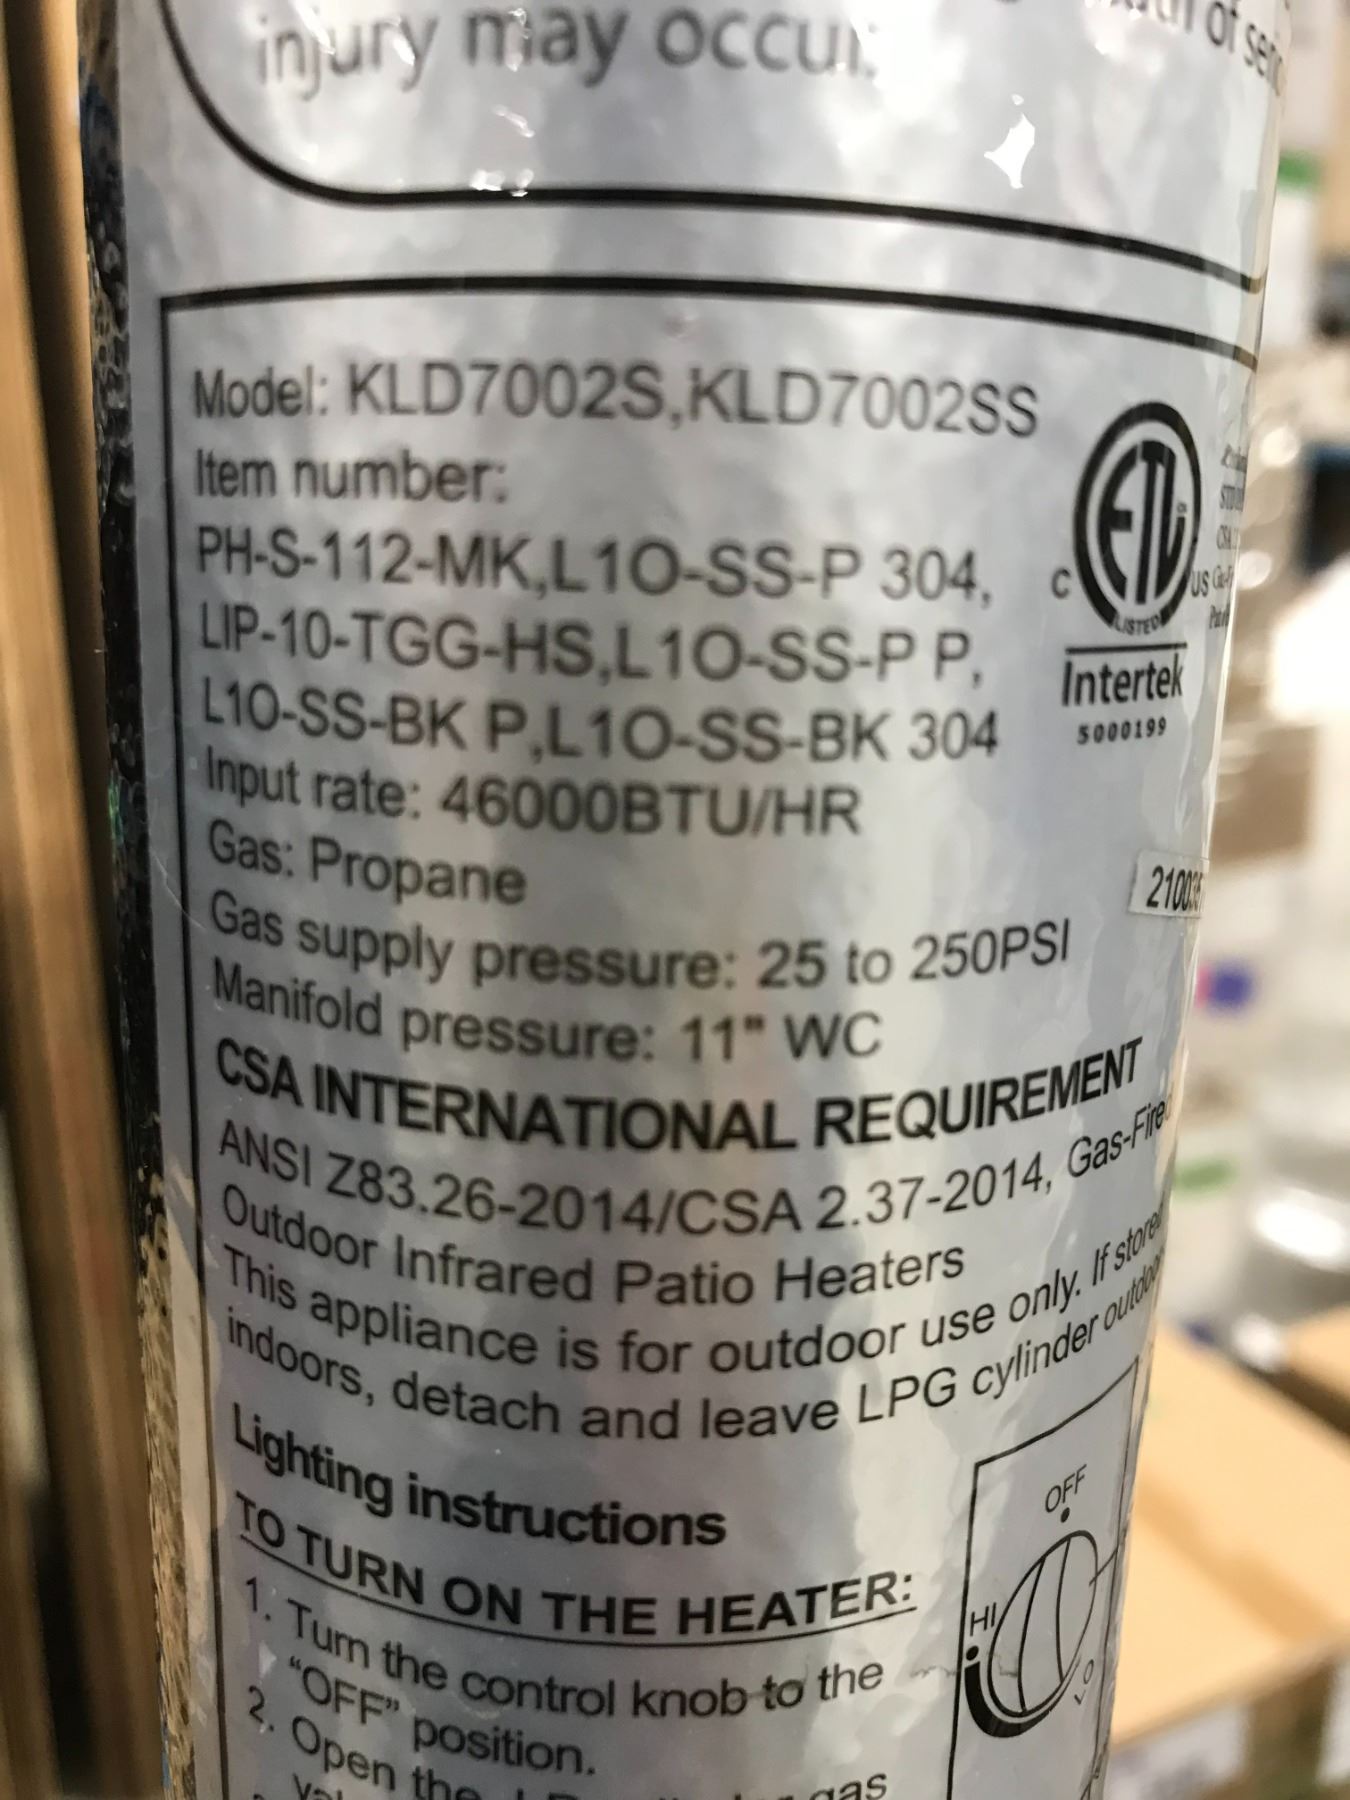 injury may occur.
of
Model: KLD7002S,KLD7002SS
Item number:
PH-S-112-MK,L1O-SS-P 304,
LIP-10-TGG-HS,L1O-SS-P P,
L1O-SS-BK P,L1O-SS-BK 304
Input rate: 46000BTU/HR
Gas: Propane
Gas supply pressure: 25 to 250PSI
Manifold pressure: 11" WC
CSA INTERNATIONAL REQUIREMENT
ANSI Z83.26-2014/CSA 2.37-2014, Gas-Fired
Outdoor Infrared Patio Heaters
This appliance is for outdoor use only. If stored
indoors, detach and leave LPG cylinder
Lighting instructions
TO TURN ON THE HEATER:
1. Turn the control knob to the
“OFF” position.
2. Open the gas
C ETL US
LISTED
Intertek
5000199
OFF
HI
LO